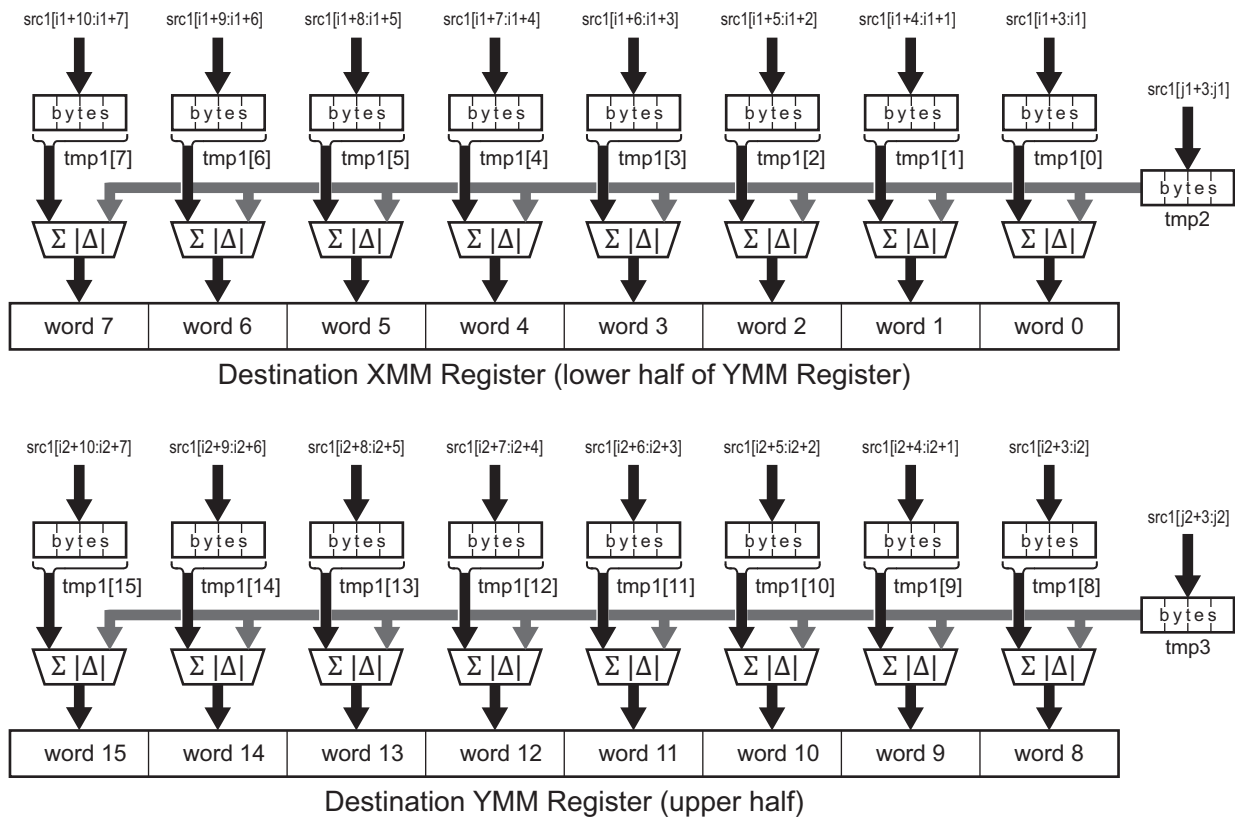 src1[i1+10:i1+7] src1[i1+9:i1+6] src1[i1+8:i1+5] src1[i1+7:i1+4] src1[i1+6:i1+3] src1[i1+5:i1+2] src1[i1+4:i1+1] src1[i1+3:i1]
src1[j1+3:j1]
bytes bytes bytes bytes bytes bytes bytes bytes
tmp1[7] tmp1[6] tmp1[5] tmp1[4] tmp1[3] tmp1[2] tmp1[1] tmp1[0]
bytes
tmp2
Σ |Δ| Σ |Δ| Σ |Δ| Σ |Δ| Σ |Δ| Σ |Δ| Σ |Δ| Σ |Δ|
word 7 word 6 word 5 word 4 word 3 word 2 word 1 word 0
Destination XMM Register (lower half of YMM Register)
src1[i2+10:i2+7] src1[i2+9:i2+6] src1[i2+8:i2+5] src1[i2+7:i2+4] src1[i2+6:i2+3] src1[i2+5:i2+2] src1[i2+4:i2+1] src1[i2+3:i2]
src1[j2+3:j2]
bytes bytes bytes bytes bytes bytes bytes bytes
tmp1[15] tmp1[14] tmp1[13] tmp1[12] tmp1[11] tmp1[10] tmp1[9] tmp1[8]
bytes
tmp3
Σ |Δ| Σ |Δ| Σ |Δ| Σ |Δ| Σ |Δ| Σ |Δ| Σ |Δ| Σ |Δ|
word 15 word 14 word 13 word 12 word 11 word 10 word 9 word 8
Destination YMM Register (upper half)